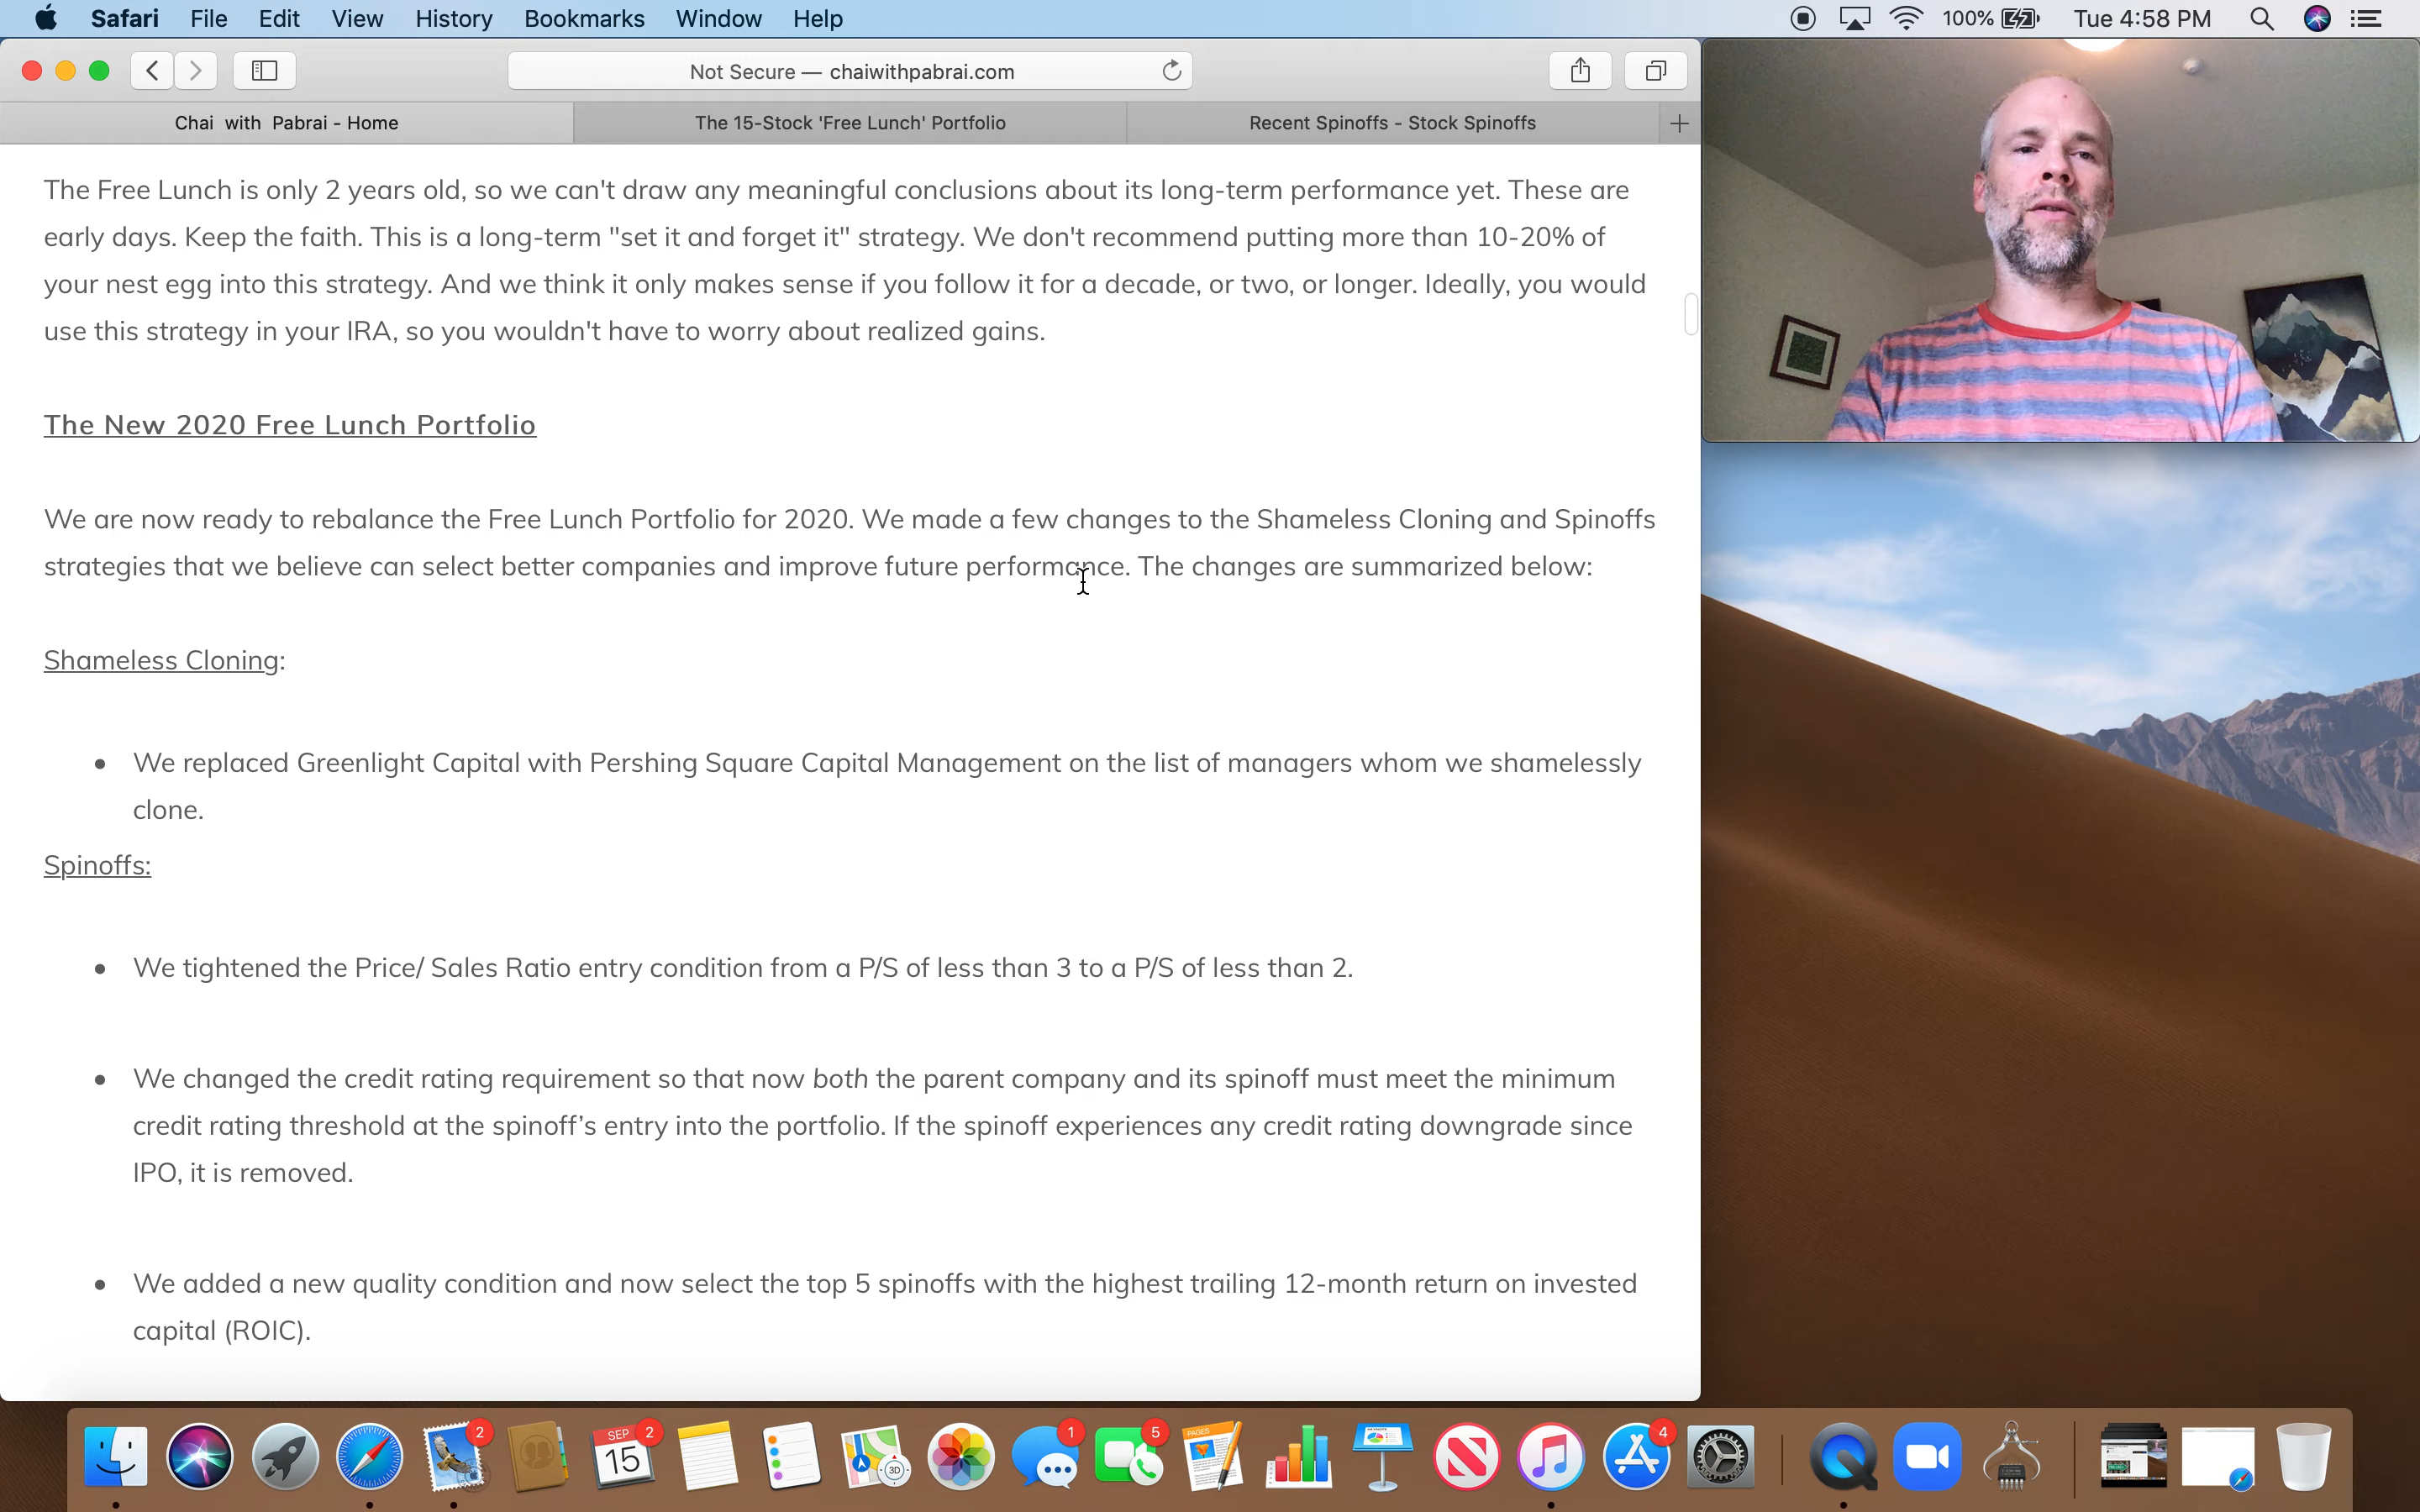 Safari File Edit View History Bookmarks Window Help 100% Tue 4:58 PM
Not Secure — chaiwithpabrai.com
Chai with Pabrai - Home The 15-Stock 'Free Lunch' Portfolio Recent Spinoffs - Stock Spinoffs
The Free Lunch is only 2 years old, so we can't draw any meaningful conclusions about its long-term performance yet. These are
early days. Keep the faith. This is a long-term "set it and forget it" strategy. We don't recommend putting more than 10-20% of
your nest egg into this strategy. And we think it only makes sense if you follow it for a decade, or two, or longer. Ideally, you would
use this strategy in your IRA, so you wouldn't have to worry about realized gains.
The New 2020 Free Lunch Portfolio
We are now ready to rebalance the Free Lunch Portfolio for 2020. We made a few changes to the Shameless Cloning and Spinoffs
strategies that we believe can select better companies and improve future performance. The changes are summarized below:
Shameless Cloning:
• We replaced Greenlight Capital with Pershing Square Capital Management on the list of managers whom we shamelessly
clone.
Spinoffs:
• We tightened the Price/ Sales Ratio entry condition from a P/S of less than 3 to a P/S of less than 2.
• We changed the credit rating requirement so that now both the parent company and its spinoff must meet the minimum
credit rating threshold at the spinoff’s entry into the portfolio. If the spinoff experiences any credit rating downgrade since
IPO, it is removed.
• We added a new quality condition and now select the top 5 spinoffs with the highest trailing 12-month return on invested
capital (ROIC).
2 SEP 2 1 5 PAGES 4
15 3D